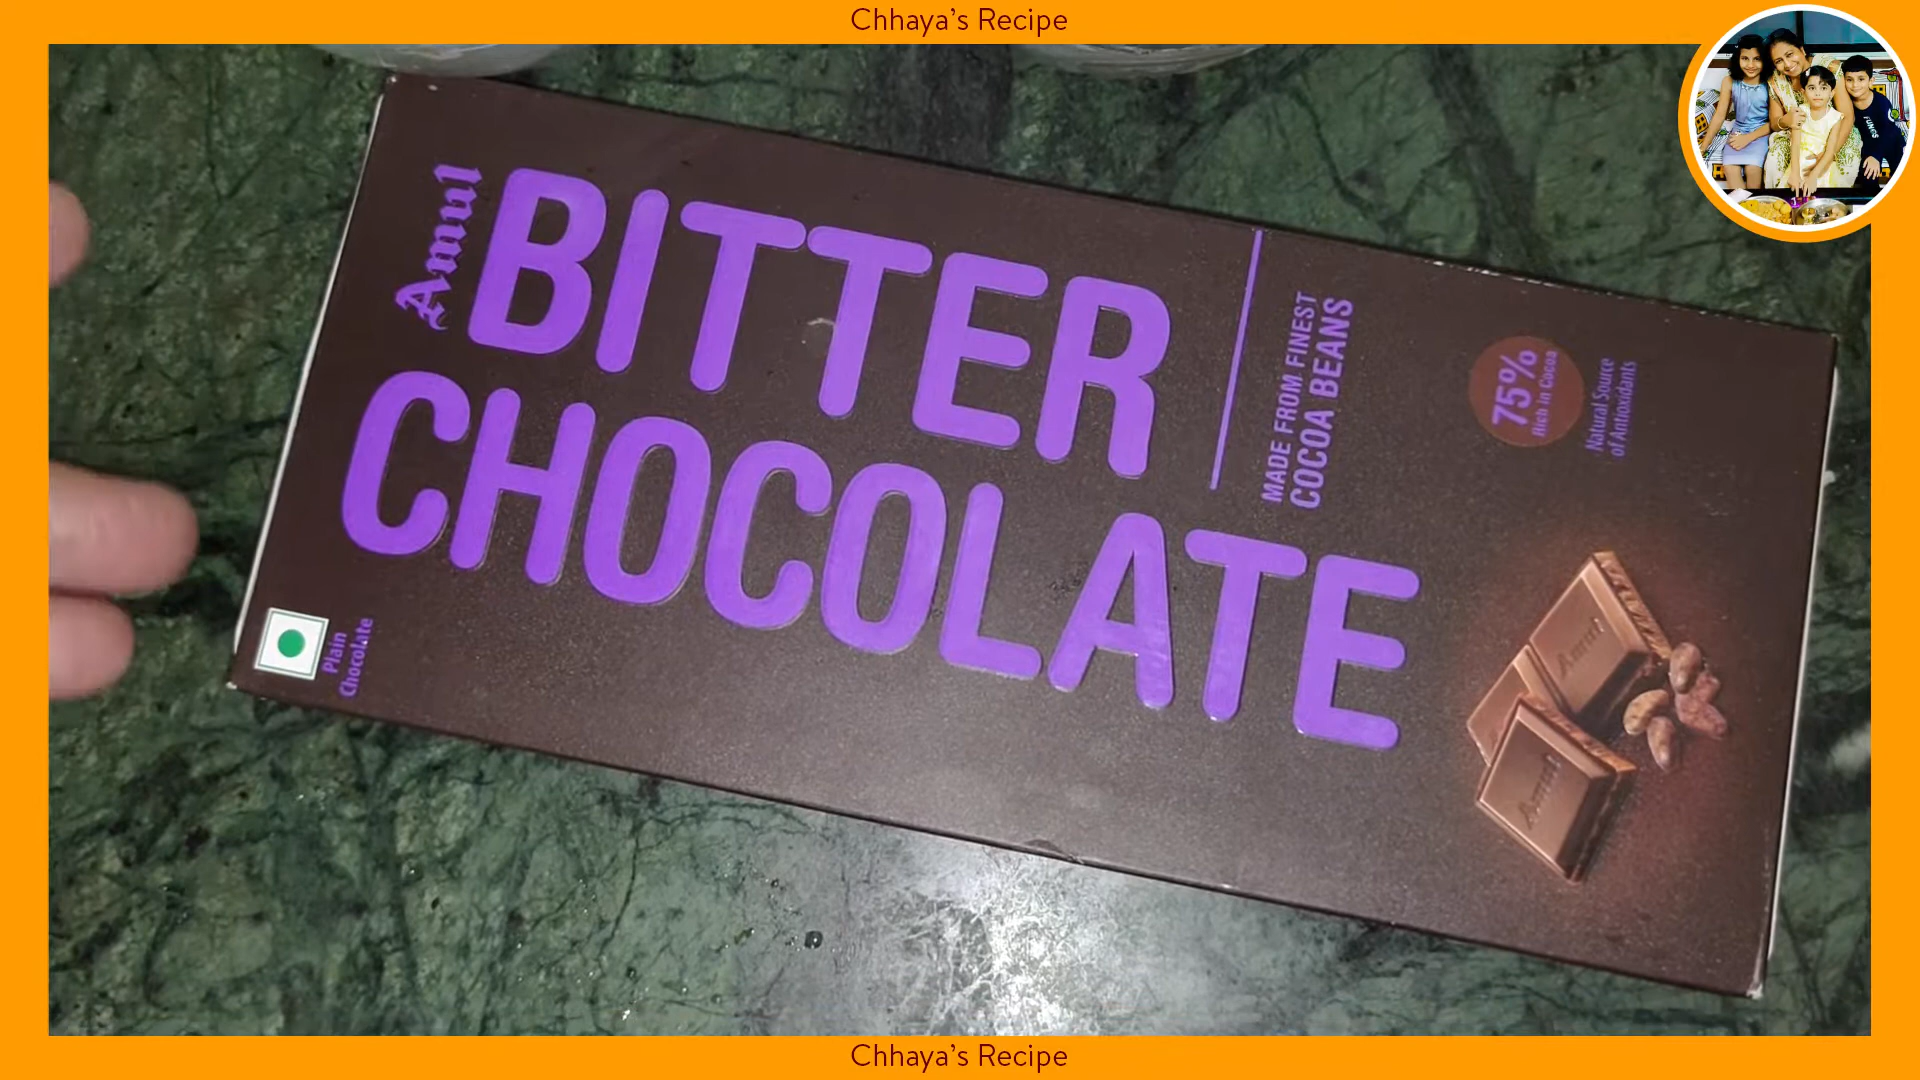 Chhaya's Recipe
Amul
BITTER
CHOCOLATE
MADE FROM FINEST
COCOA BEANS
75%
Rich in Cocoa
Natural Source
of Antioxidants
Plain
Chocolate
Amul
Amul
FUNGS
Chhaya's Recipe